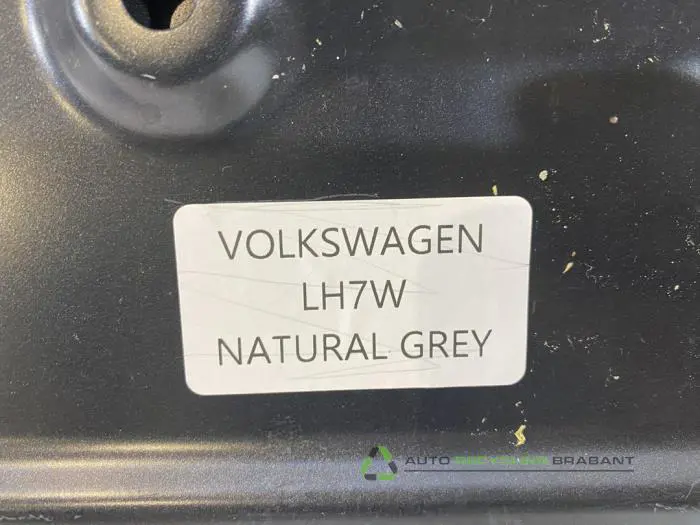 VOLKSWAGEN
LH7W
NATURAL GREY
AUTO RECYCLING BRABANT